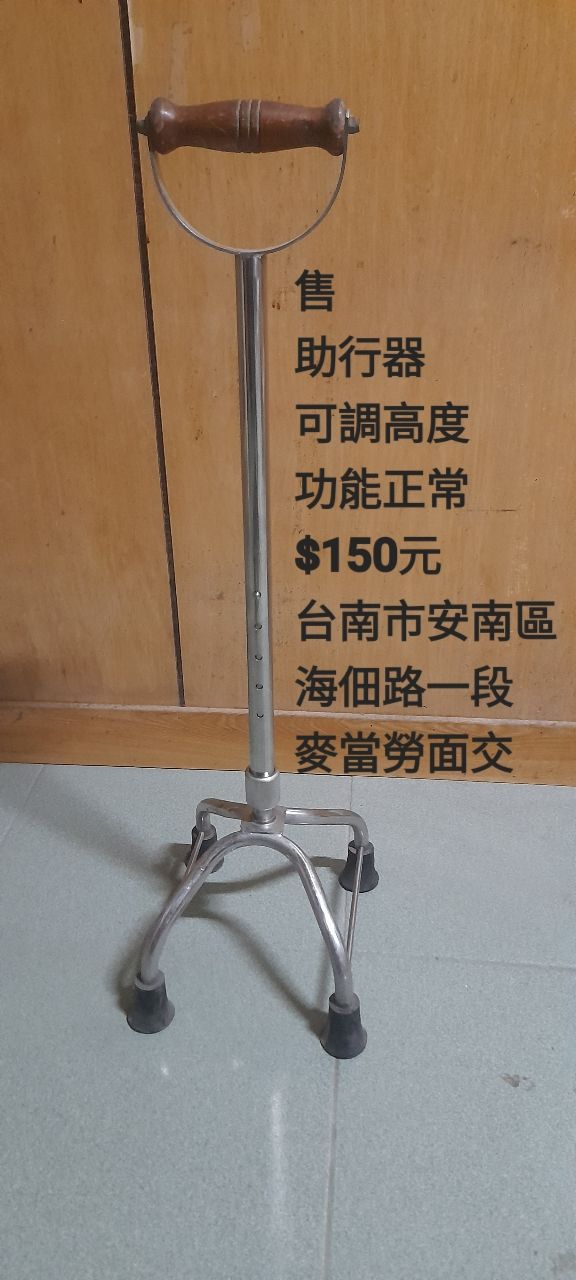 售
助行器
可調高度
功能正常
$150元
台南市安南區
海佃路一段
麥當勞面交